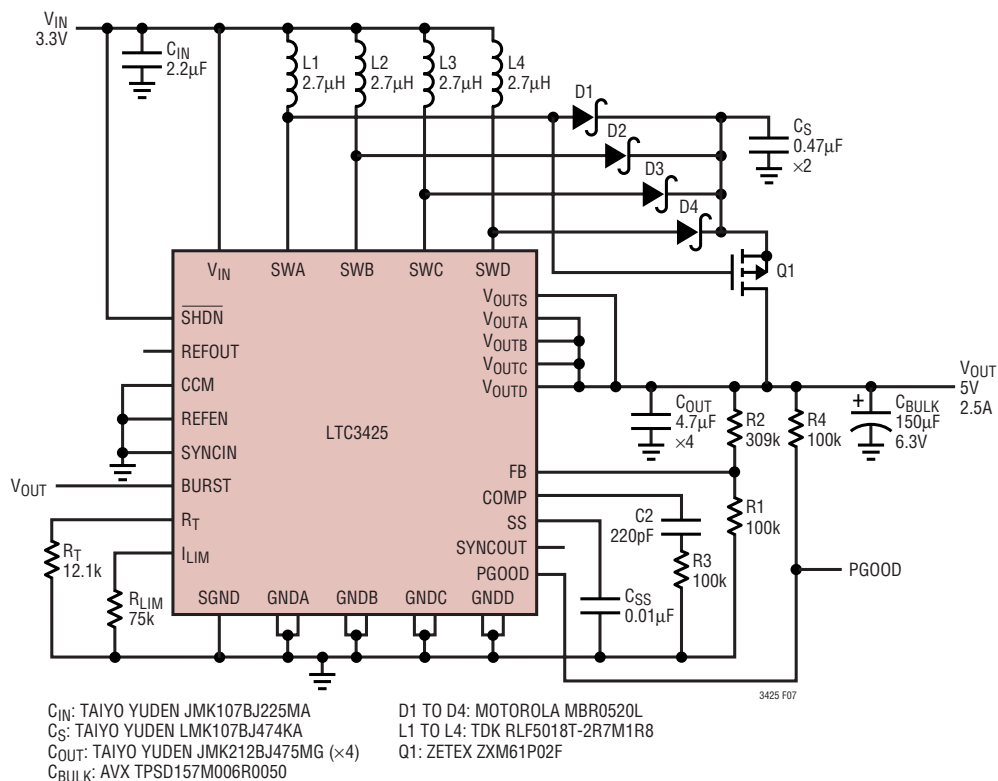 VIN
3.3V
CIN
2.2µF
L1
2.7µH
L2
2.7µH
L3
2.7µH
L4
2.7µH
D1
D2
D3
D4
CS
0.47µF
×2
Q1
VIN
SWA
SWB
SWC
SWD
SHDN
REFOUT
CCM
REFEN
SYNCIN
BURST
RT
ILIM
LTC3425
VOUTS
VOUTA
VOUTB
VOUTC
VOUTD
FB
COMP
SS
SYNCOUT
PGOOD
SGND
GNDA
GNDB
GNDC
GNDD
VOUT
RT
12.1k
RLIM
75k
COUT
4.7µF
×4
R2
309k
R4
100k
CBULK
150µF
6.3V
+
VOUT
5V
2.5A
R1
100k
C2
220pF
R3
100k
CSS
0.01µF
PGOOD
3425 F07
CIN: TAIYO YUDEN JMK107BJ225MA
CS: TAIYO YUDEN LMK107BJ474KA
COUT: TAIYO YUDEN JMK212BJ475MG (×4)
CBULK: AVX TPSD157M006R0050
D1 TO D4: MOTOROLA MBR0520L
L1 TO L4: TDK RLF5018T-2R7M1R8
Q1: ZETEX ZXM61P02F